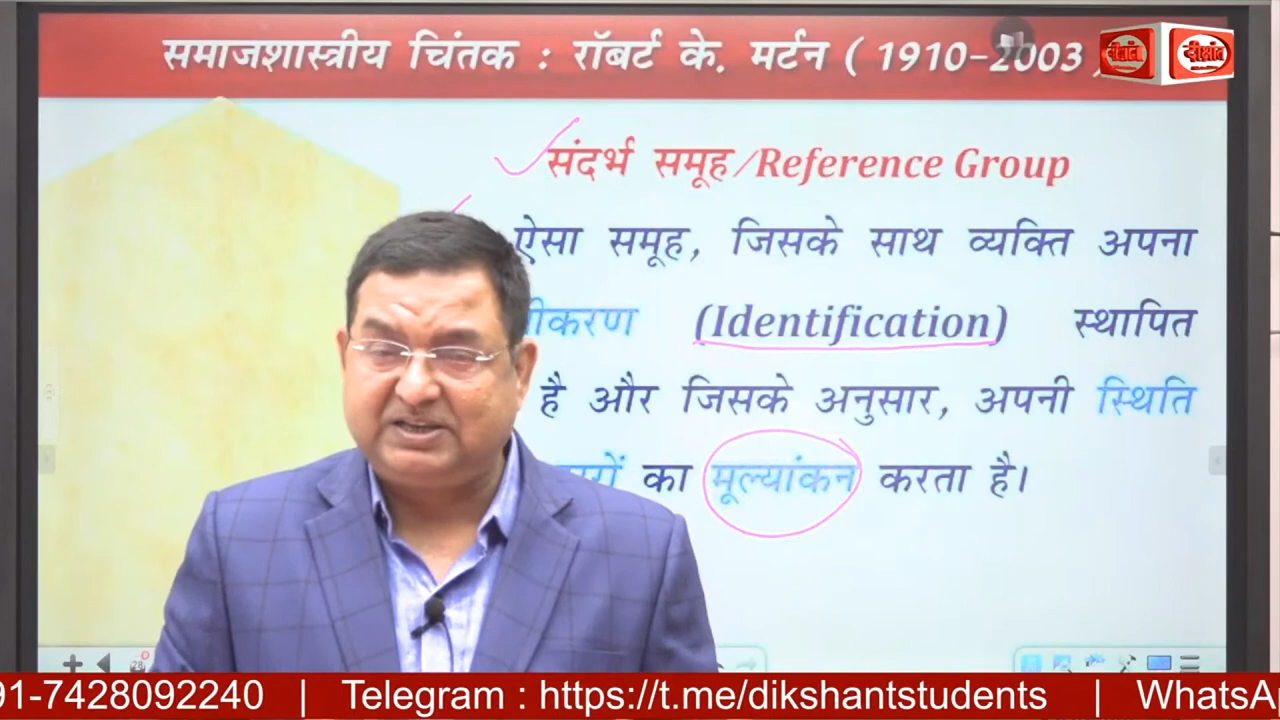 समाजशास्त्रीय चिंतक : रॉबर्ट के. मर्टन ( 1910-2003 )
दीक्षांत
संदर्भ समूह/Reference Group
ऐसा समूह, जिसके साथ व्यक्ति अपना
(Identification) स्थापित
है और जिसके अनुसार, अपनी स्थिति
का मूल्यांकन करता है।
28
91-7428092240 | Telegram : https://t.me/dikshantstudents | WhatsA